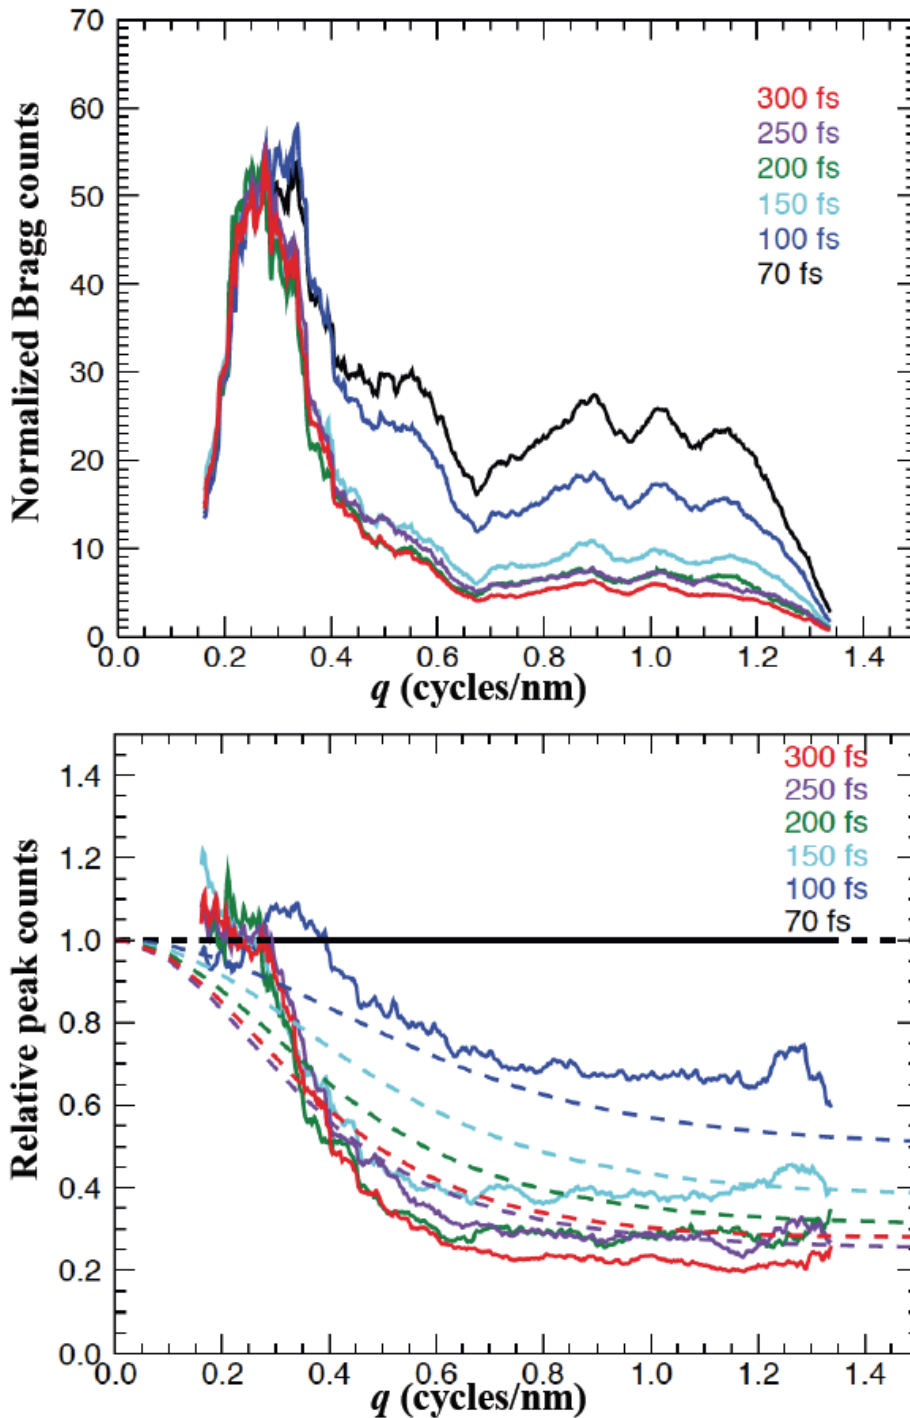 70
60
50
40
30
20
10
0
Normalized Bragg counts
300 fs
250 fs
200 fs
150 fs
100 fs
70 fs
0.0 0.2 0.4 0.6 0.8 1.0 1.2 1.4
q (cycles/nm)
1.4
1.2
1.0
0.8
0.6
0.4
0.2
0.0
Relative peak counts
300 fs
250 fs
200 fs
150 fs
100 fs
70 fs
0.0 0.2 0.4 0.6 0.8 1.0 1.2 1.4
q (cycles/nm)